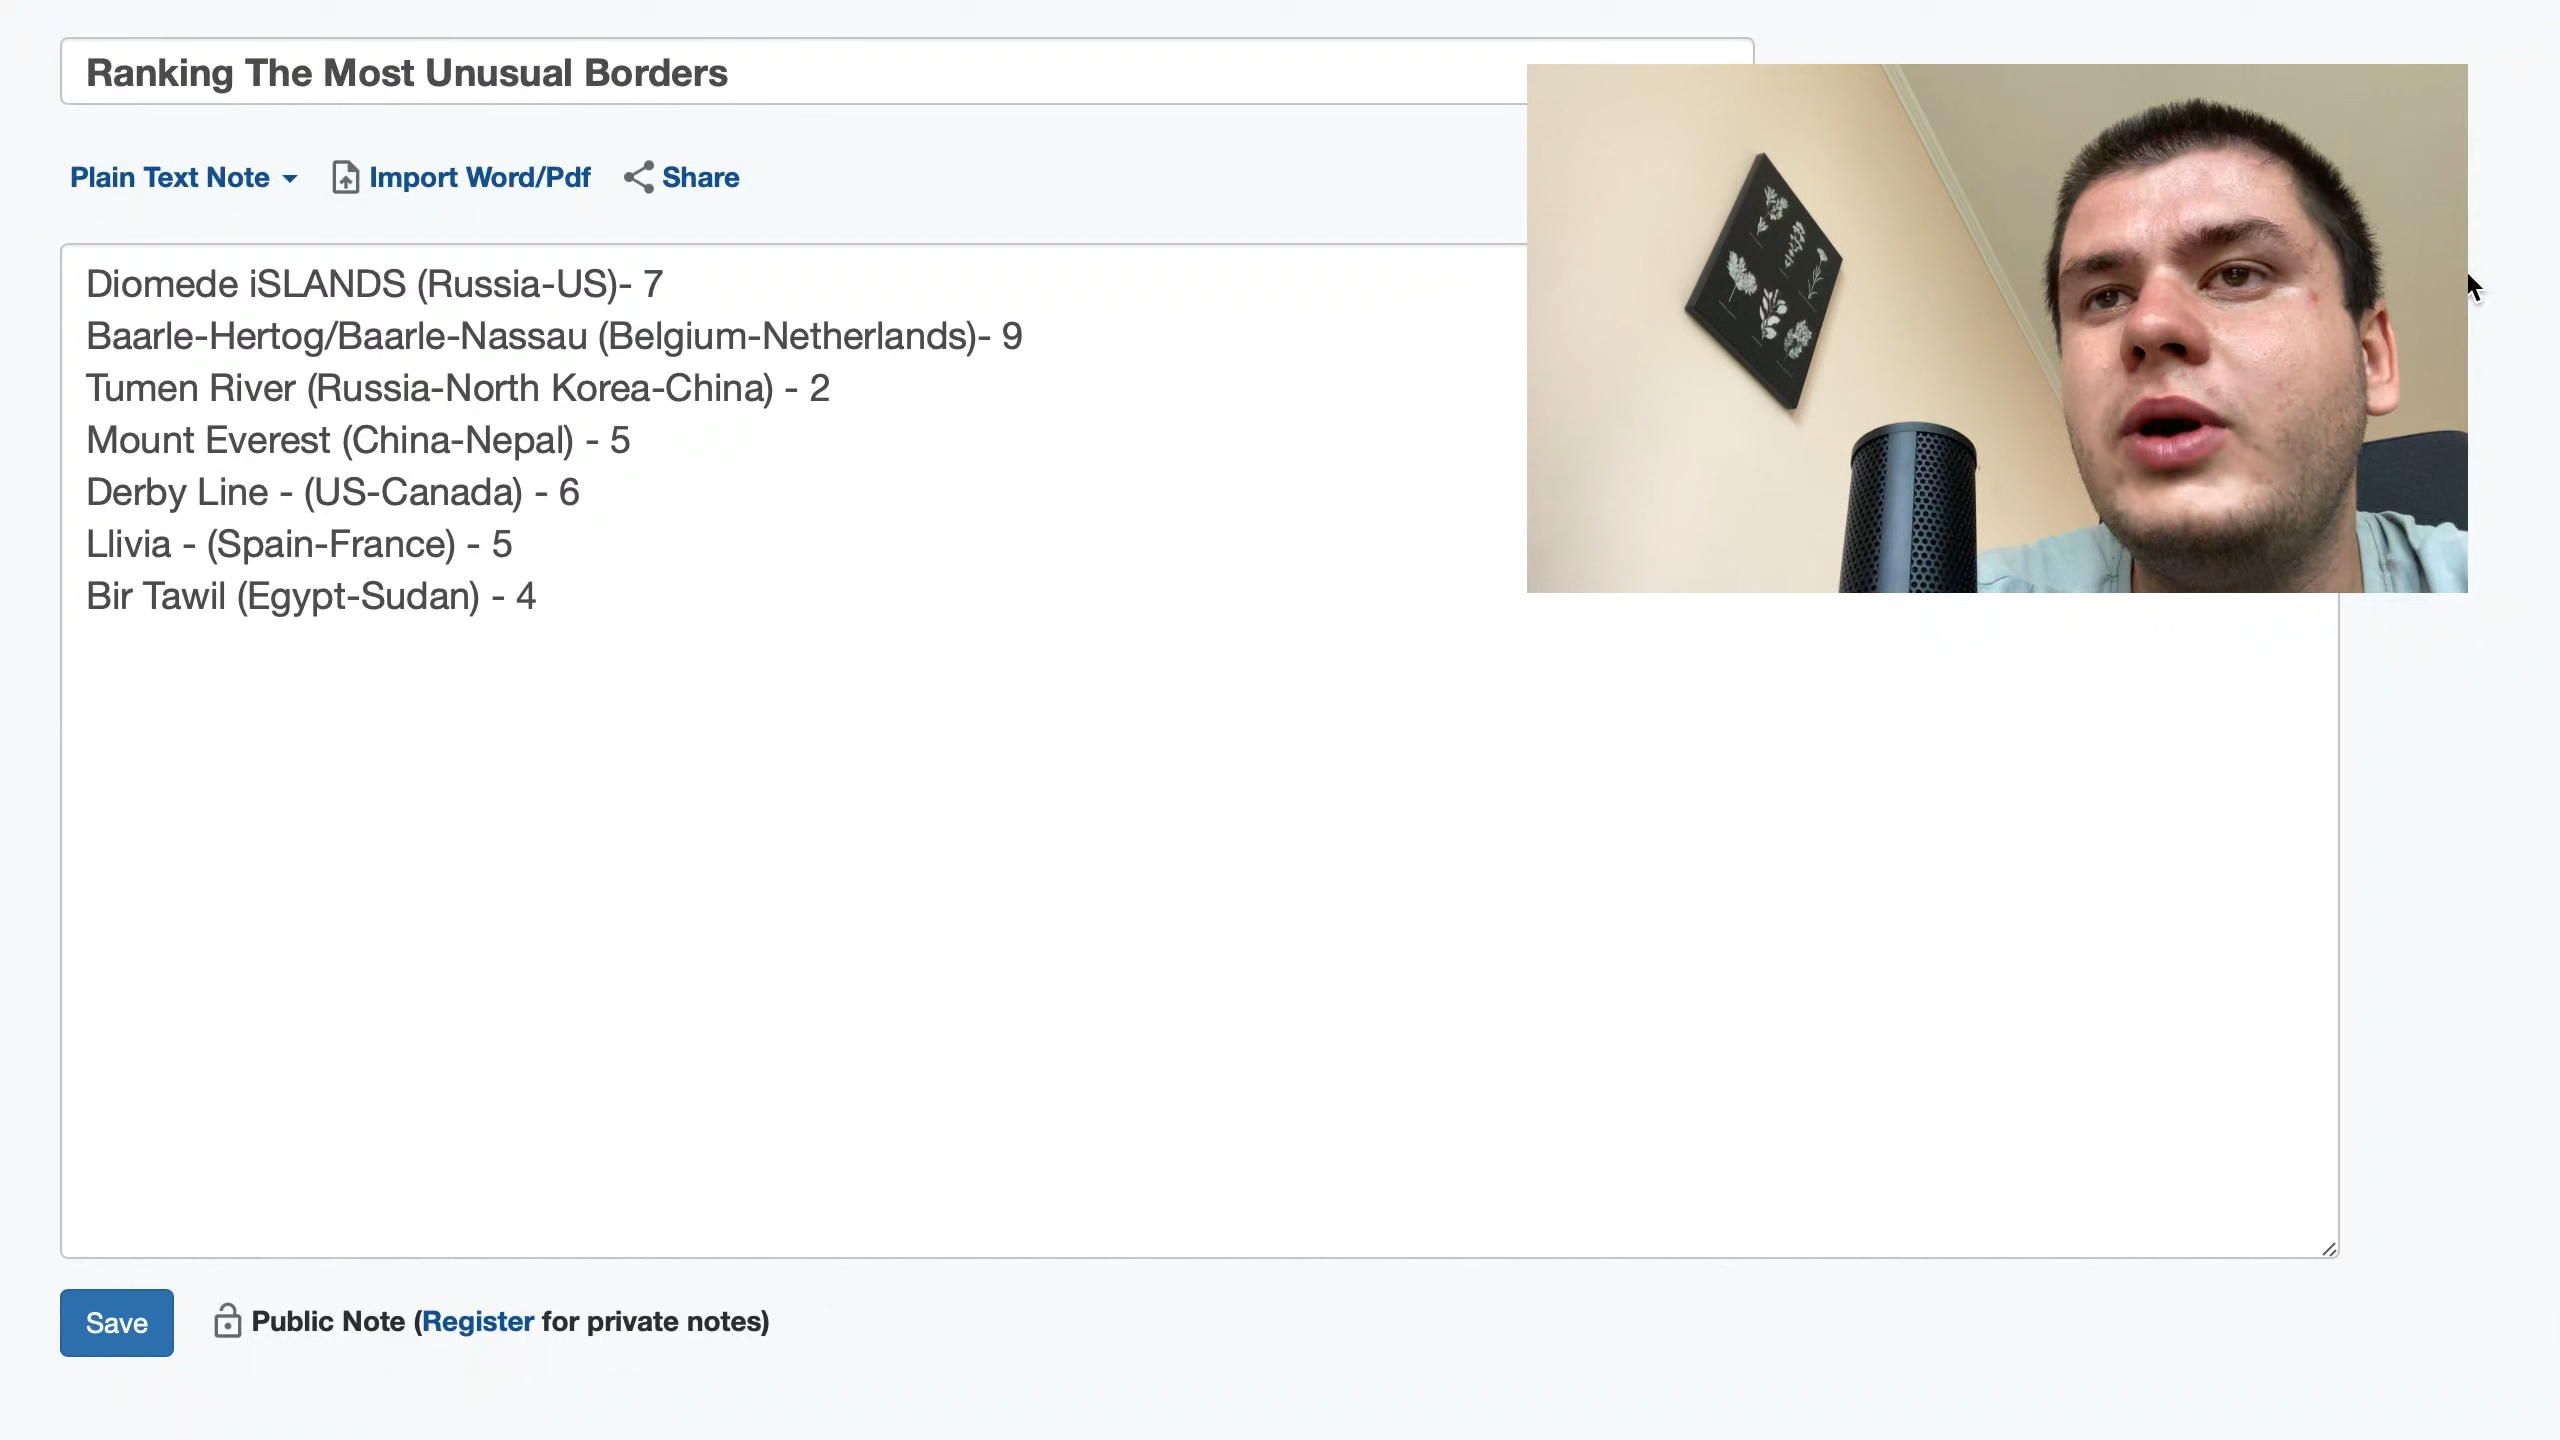 Ranking The Most Unusual Borders
Plain Text Note Import Word/Pdf Share
Diomede iSLANDS (Russia-US)- 7
Baarle-Hertog/Baarle-Nassau (Belgium-Netherlands)- 9
Tumen River (Russia-North Korea-China) - 2
Mount Everest (China-Nepal) - 5
Derby Line - (US-Canada) - 6
Llivia - (Spain-France) - 5
Bir Tawil (Egypt-Sudan) - 4
Save Public Note (Register for private notes)